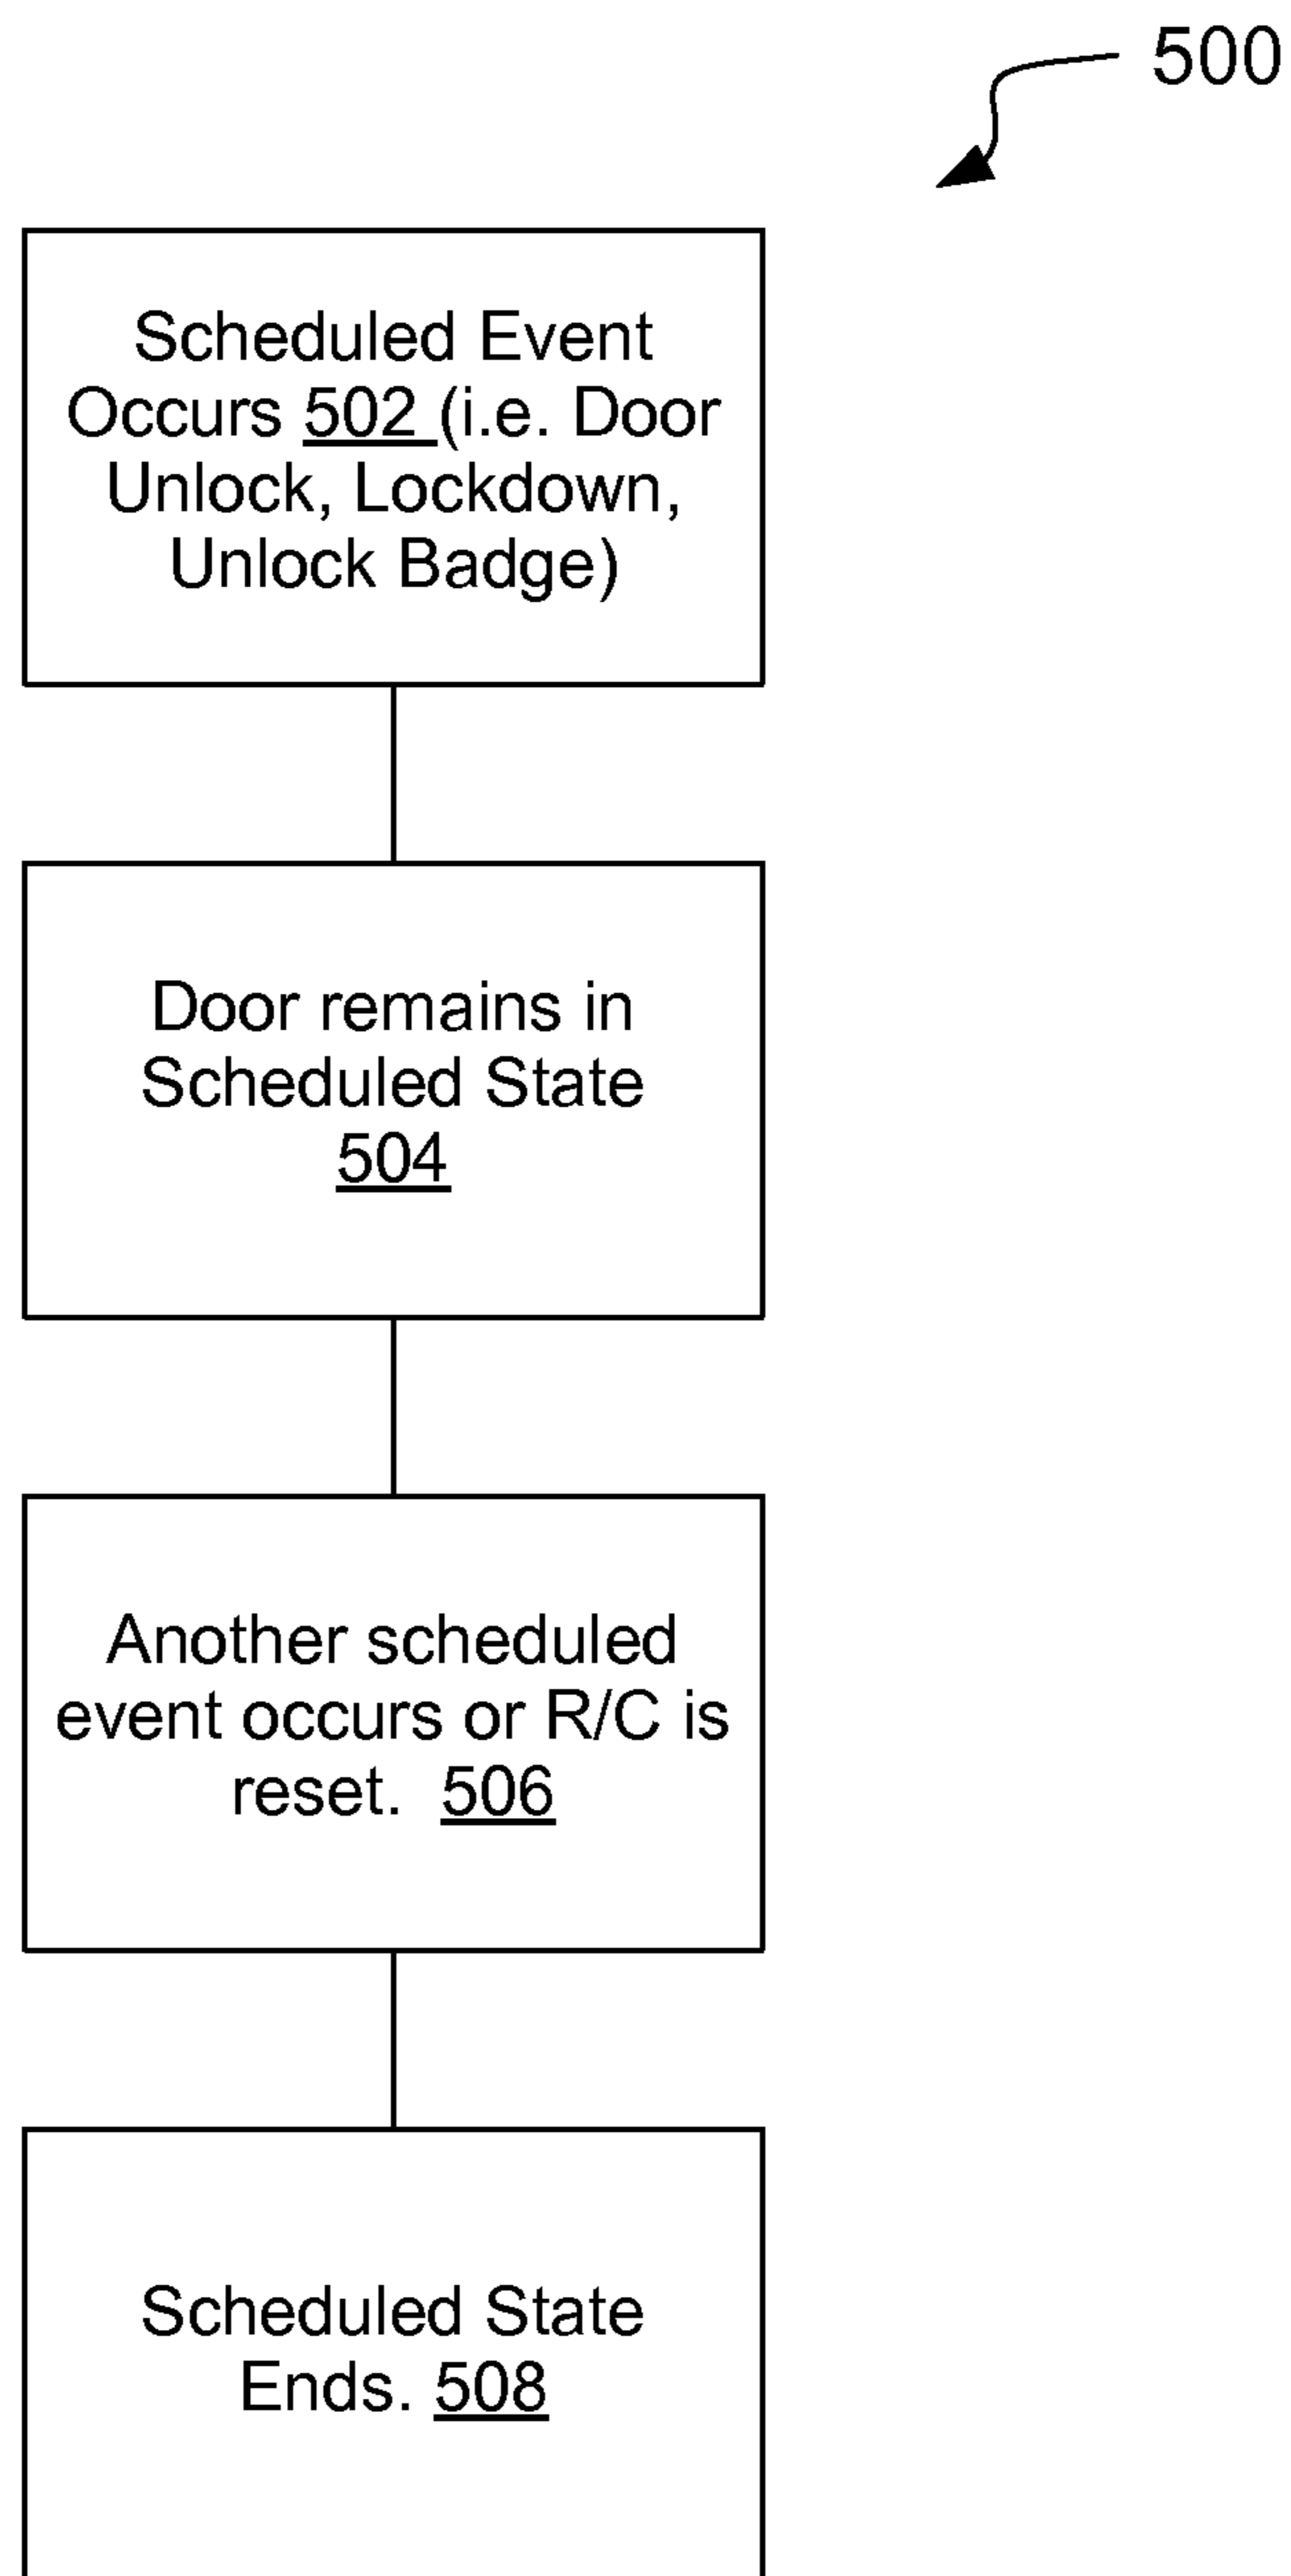 500
Scheduled Event
Occurs 502 (i.e. Door
Unlock, Lockdown,
Unlock Badge)
Door remains in
Scheduled State
504
Another scheduled
event occurs or R/C is
reset. 506
Scheduled State
Ends. 508